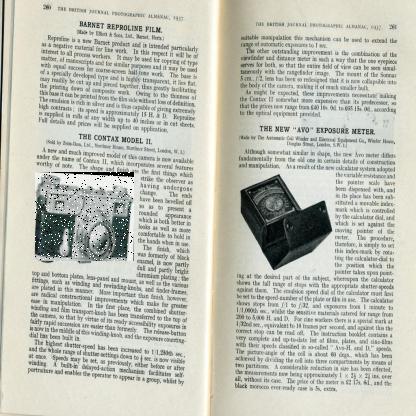 260 THE BRITISH JOURNAL PHOTOGRAPHIC ALMANAC, 1937.
BARNET REPROLINE FILM.
(Made by Elliott & Sons, Ltd., Barnet, Herts.)
Reproline is a new Barnet product and is intended particularly
as a negative material for line work. In this respect it will be of
interest to all process workers. It may be used for copying of type
matter, of manuscripts and for similar purposes and it may be used
with equal success for coarse-screen half-tone work. The base is
of a specially developed type and is highly transparent, it lies flat,
may readily be cut up and pieced together, thus greatly facilitating
the printing down of composite work. Owing to the thinness of
this base it can be printed from the film side without loss of definition.
The emulsion is rich in silver and is thus capable of giving extremely
high contrasts; its speed is approximately 15 H. & D. Reproline
is supplied in rolls of any width up to 40 inches or in cut sheets.
Full details and prices will be supplied on application.
THE CONTAX MODEL II.
(Sold by Zeiss-Ikon, Ltd., Mortimer House, Mortimer Street, London, W.1.)
A new and much improved model of this camera is now available
under the name of Contax II, which incorporates several features
worthy of note. The shape and
the first things which
strike the observer as
having undergone
change. The ends
have been bevelled off
so as to present a
rounded appearance
which is both better in
looks as well as more
comfortable to hold in
the hands when in use.
The finish, which
was formerly of black
enamel, is now partly
dull and partly bright
chromium plating; the
top and bottom plates, lens-panel and mount, as well as the various
fittings, such as winding and rewinding-knobs, and finder-frames,
are plated in this manner. More important than finish, however,
are radical constructional improvements which make for greater
ease in manipulation. In the first place, the combined shutter-
winding and film transport-knob has been transferred to the top of
the camera, so that by virtue of its ready accessibility exposures in
fairly rapid succession are easier than formerly. The release-button
is now in the middle of this winding-knob, and the exposure counting-
dial has been built in.
The highest shutter-speed has been increased to 1/1,250th sec.,
and the whole range of shutter-settings down to ½ sec. is now visible
at once. Speeds may be set, as previously, either before or after
winding. A built-in delayed-action mechanism facilitates self-
portraiture and enables the operator to appear in a group, whilst by
THE BRITISH JOURNAL PHOTOGRAPHIC ALMANAC, 1937. 261
suitable manipulation this mechanism can be used to extend the
range of automatic exposures to 1 sec.
The other outstanding improvement is the combination of the
viewfinder and distance meter in such a way that the one eyepiece
serves for both, so that the entire field of view can be seen simul-
taneously with the rangefinder image. The mount of the Sonnar
5 cm., f/2 lens has been so redesigned that it is now collapsible into
the body of the camera, making it of much smaller bulk.
As might be expected, these improvements necessitate making
the Contax II somewhat more expensive than its predecessor, so
that the prices now range from £40 to £65 15s. 0d., according
to the optical equipment provided.
THE NEW "AVO" EXPOSURE METER.
(Made by The Automatic Coil Winder and Electrical Equipment Co., Winder House,
Douglas Street, London, S.W.1.)
Although somewhat similar in shape, the new Avo meter differs
fundamentally from the old one in certain details of construction
and manipulation. As a result of the new calculator system adopted
the variable resistance and
the pointer scale have
been dispensed with, and
in its place has been sub-
stituted a movable index-
mark which is controlled
by the calculator dial, and
which is set against the
moving pointer of the
meter. The procedure,
therefore, is simply to set
this index-mark by rota-
ting the calculator-dial to
the position which the
pointer takes upon point-
ing at the desired part of the subject, whereupon the calculator
shows the full range of stops with the appropriate shutter-speeds
against them. The emulsion speed dial of the calculator must first
be set to the speed-number of the plate or film in use. The calculator
shows stops from f/1 to f/32, and exposures from 1 minute to
1/1,000th sec., whilst the sensitive materials catered for range from
200 to 5,000 H. and D. For cine workers there is a special mark at
1/32nd sec., equivalent to 16 frames per second, and against this the
correct stop can be read off. The instruction booklet contains a
very complete and up-to-date list of films, plates, and cine-films
with their speeds classified in so-called "Avo-H. and D." speeds.
The picture-angle of the cell is about 60 degs., which has been
achieved by dividing the cell into three compartments by means of
two partitions. A considerable reduction in size has been effected,
the measurements now being approximately
all, without its case. The price of the meter is £2 17s. 6d., and the
black morocco ever-ready case is 5s. extra.